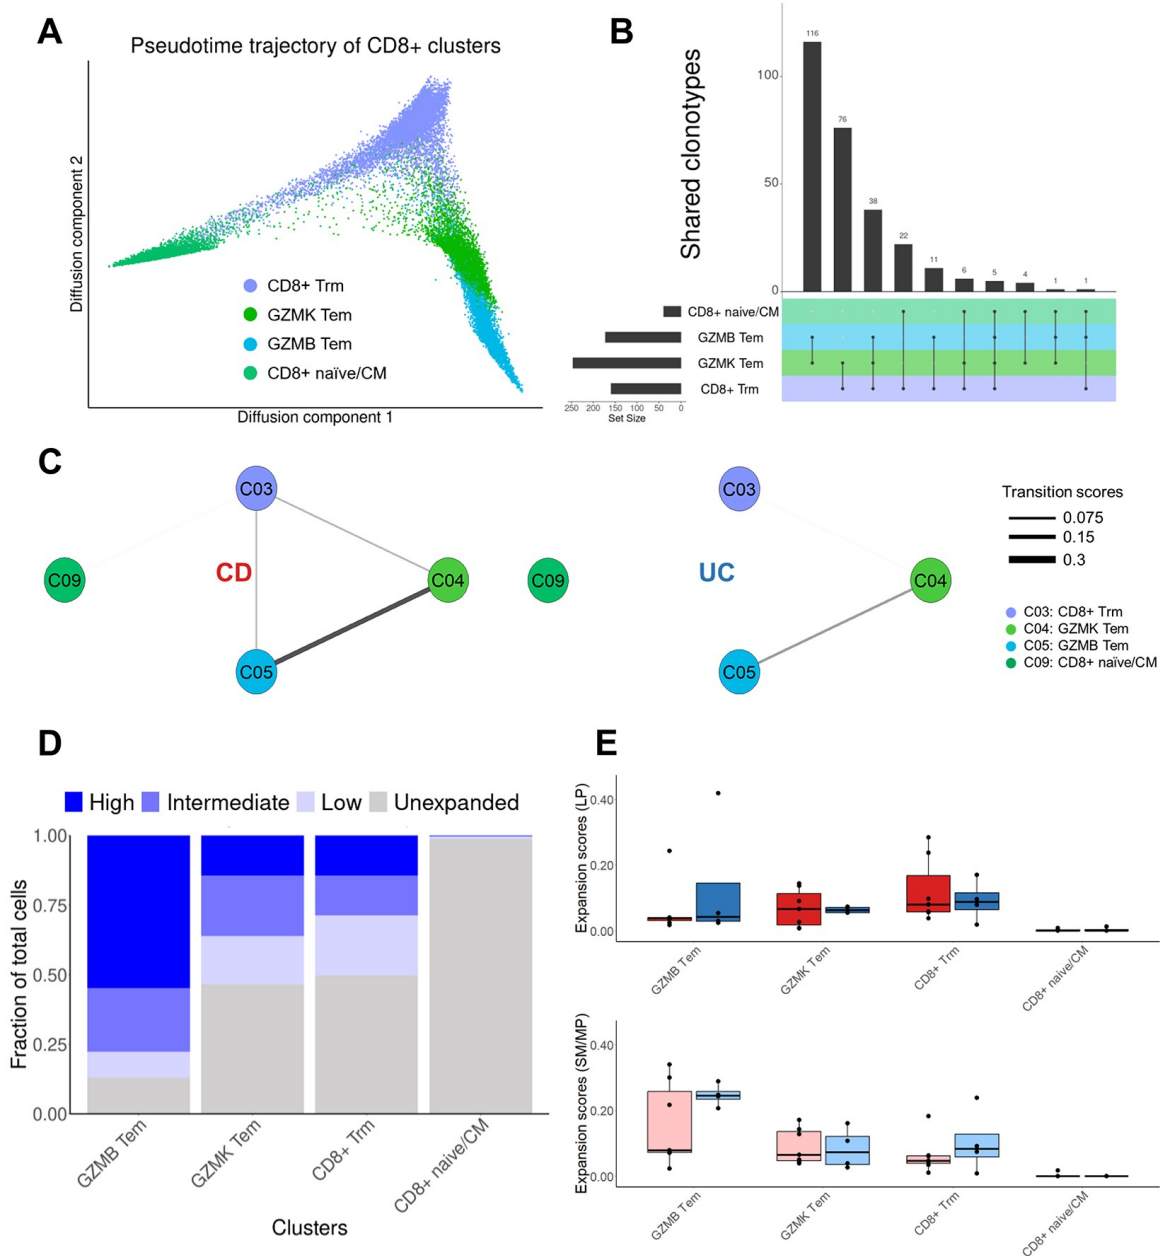 A
Pseudotime trajectory of CD8+ clusters
Diffusion component 2
CD8+ Trm
GZMK Tem
GZMB Tem
CD8+ naïve/CM
Diffusion component 1
B
Shared clonotypes
100
50
0
116
76
38
22
11
6
5
4
1
1
CD8+ naive/CM
GZMB Tem
GZMK Tem
CD8+ Trm
250 200 150 100 50 0
Set Size
C
C03
C09
CD
C04
C05
C03
C09
UC
C04
C05
Transition scores
0.075
0.15
0.3
C03: CD8+ Trm
C04: GZMK Tem
C05: GZMB Tem
C09: CD8+ naïve/CM
D
High Intermediate Low Unexpanded
Fraction of total cells
1.00
0.75
0.50
0.25
0.00
GZMB Tem
GZMK Tem
CD8+ Trm
CD8+ naive/CM
Clusters
E
Expansion scores (LP)
0.40
0.20
0.00
GZMB Tem
GZMK Tem
CD8+ Trm
CD8+ naive/CM
Expansion scores (SM/MP)
0.40
0.20
0.00
GZMB Tem
GZMK Tem
CD8+ Trm
CD8+ naive/CM